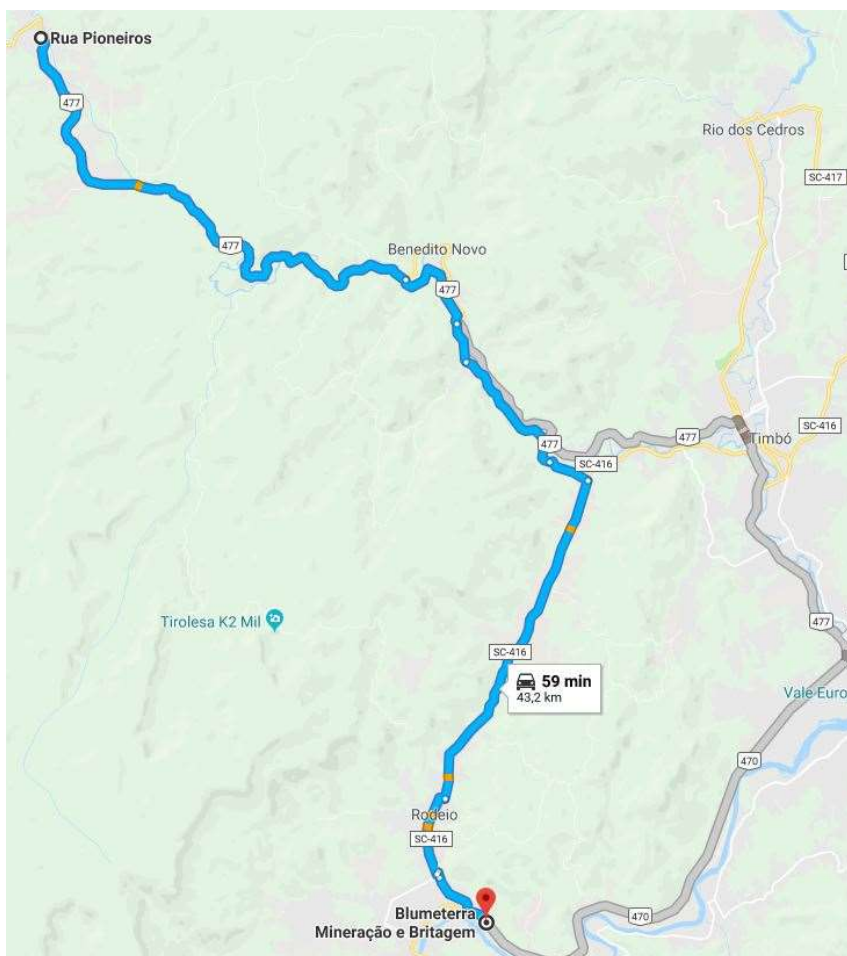 Rua Pioneiros
477
Rio dos Cedros
SC-417
477
Benedito Novo
477
477
SC-416
477
SC-416
Timbó
Tirolesa K2 Mil
477
SC-416
59 min
43,2 km
Vale Euro
470
Rodeio
SC-416
Blumeterra
Mineração e Britagem
470